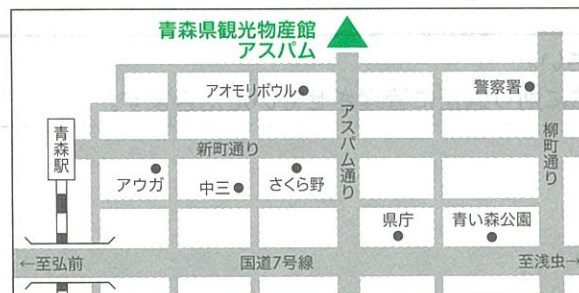 青森県観光物産館
アスパム
アオモリボウル
警察署
アスパム通り
柳町通り
青森駅
新町通り
アウガ
中三
さくら野
県庁
青い森公園
←至弘前
国道7号線
至浅虫→